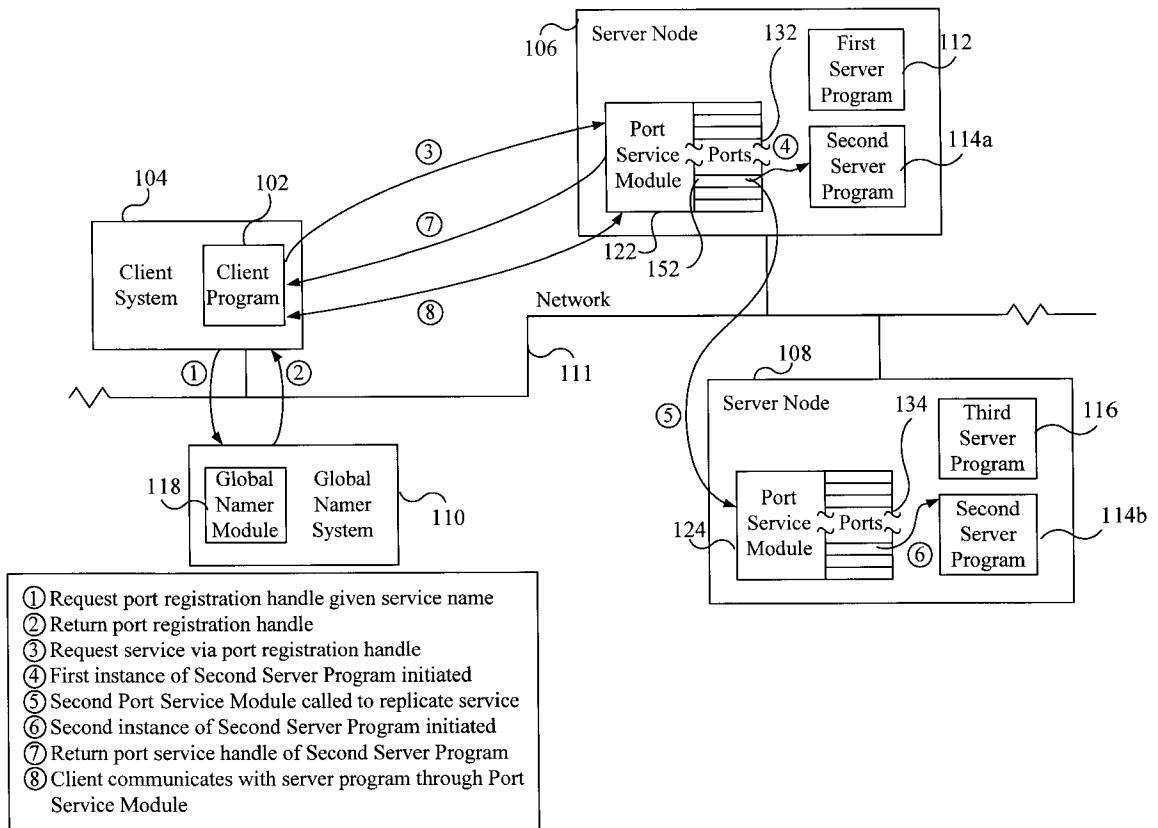 106
Server Node
132
First
Server
Program
112
Port
Service
Module
Ports
④
Second
Server
Program
114a
122
152
③
⑦
⑧
104
102
Client
System
Client
Program
Network
111
①
②
118
Global
Namer
Module
Global
Namer
System
110
108
Server Node
⑤
134
Third
Server
Program
116
124
Port
Service
Module
Ports
⑥
Second
Server
Program
114b
① Request port registration handle given service name
② Return port registration handle
③ Request service via port registration handle
④ First instance of Second Server Program initiated
⑤ Second Port Service Module called to replicate service
⑥ Second instance of Second Server Program initiated
⑦ Return port service handle of Second Server Program
⑧ Client communicates with server program through Port
Service Module